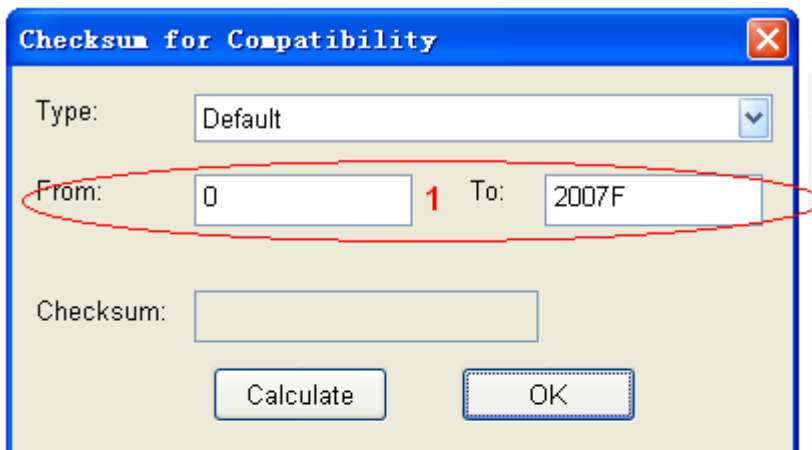 Checksum for Compatibility
Type: Default
From: 0 1 To: 2007F
Checksum:
Calculate OK